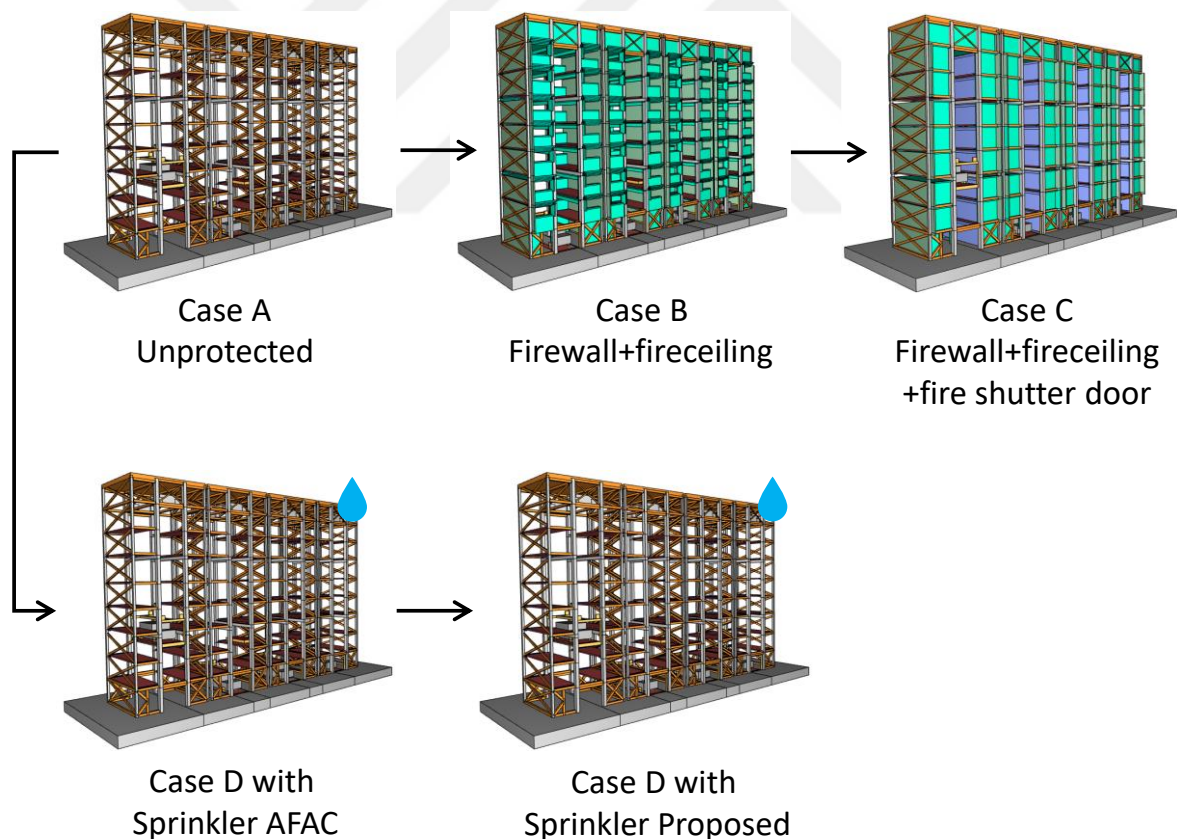 Case A
Unprotected
Case B
Firewall+fireceiling
Case C
Firewall+fireceiling
+fire shutter door
Case D with
Sprinkler AFAC
Case D with
Sprinkler Proposed